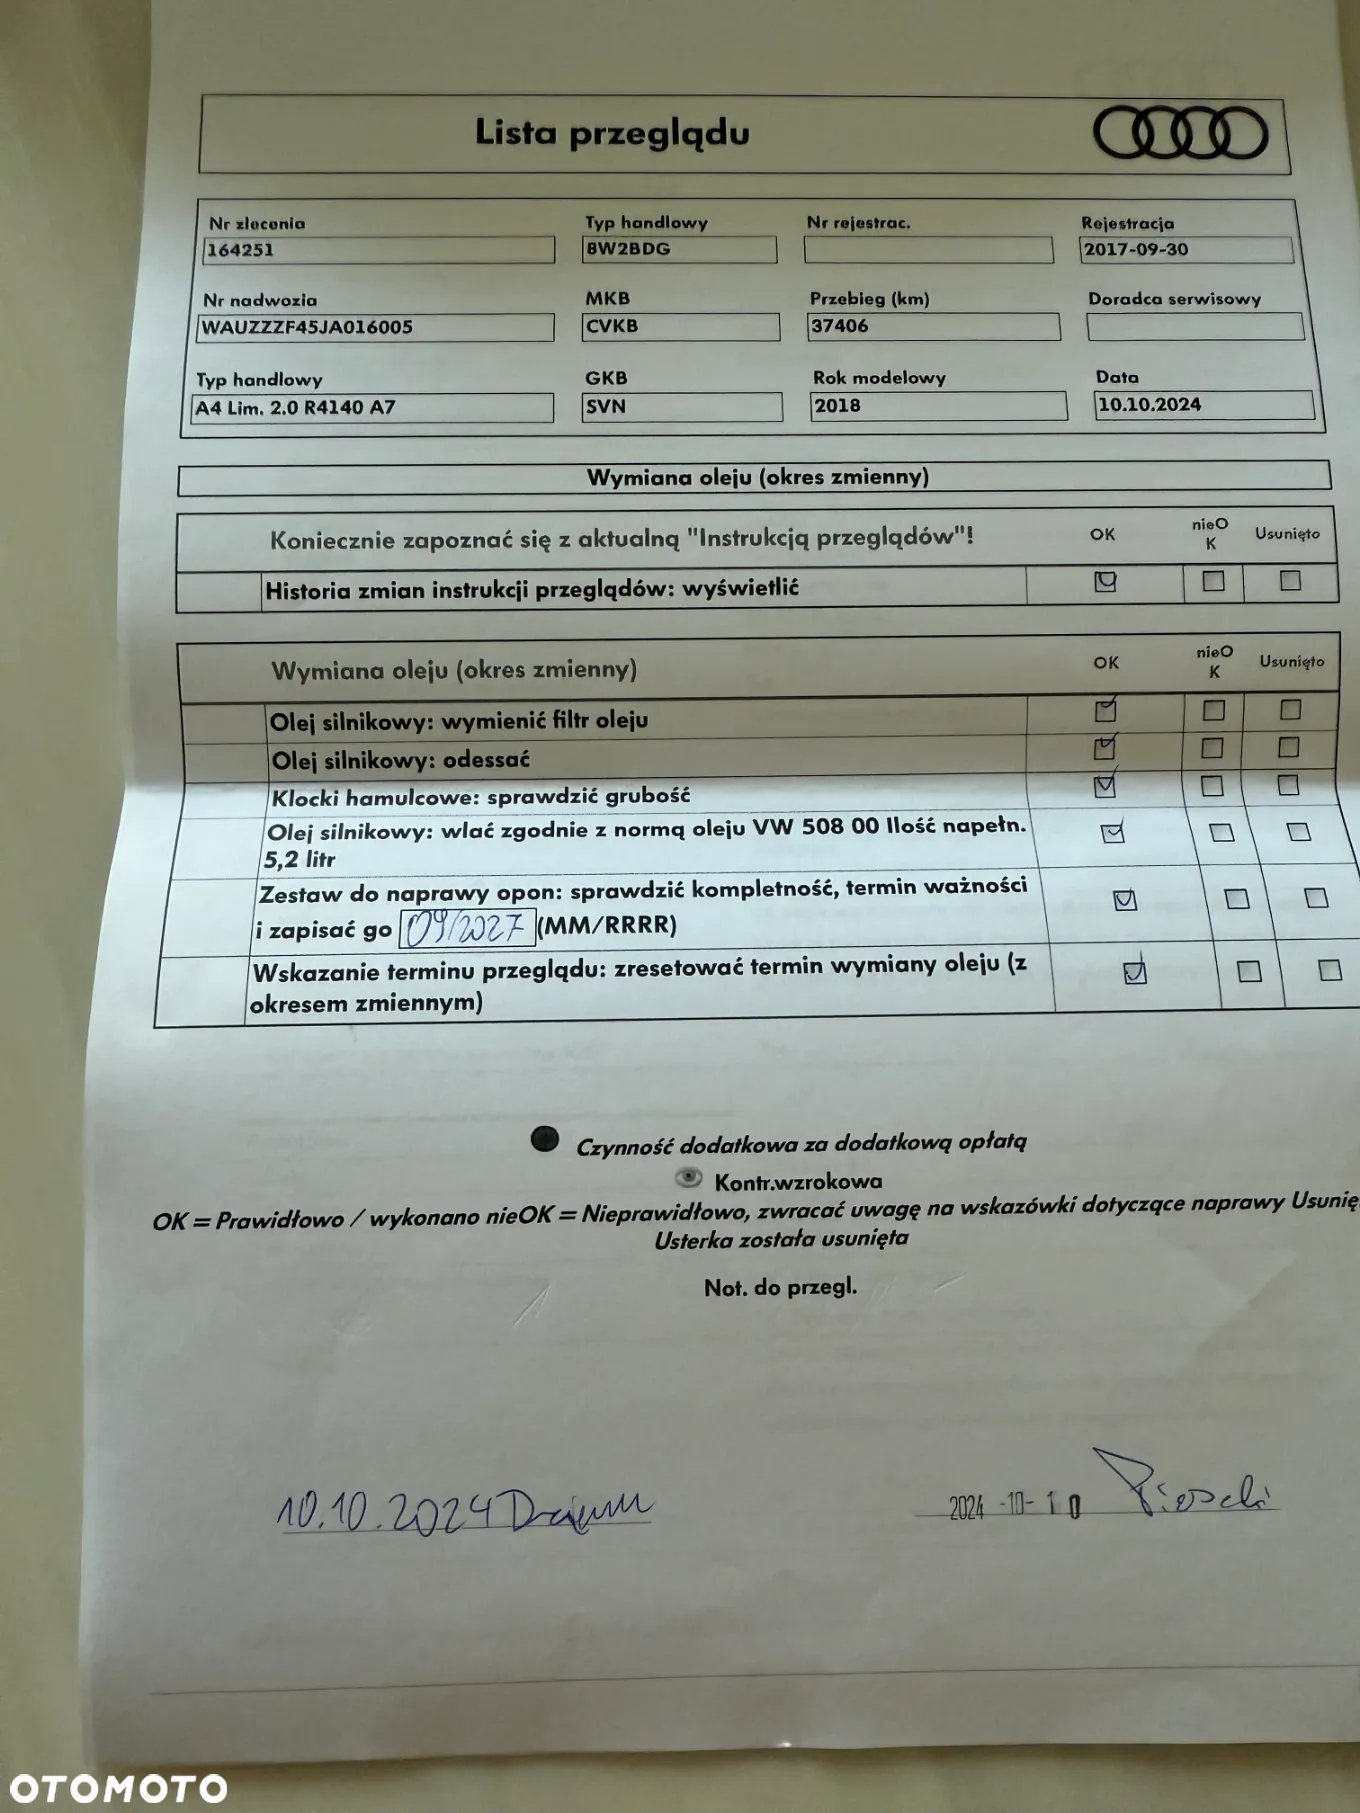 Lista przeglądu
Nr zlecenia Typ handlowy Nr rejestrac. Rejestracja
164251 8W2BDG 2017-09-30
Nr nadwozia MKB Przebieg (km) Doradca serwisowy
WAUZZZF45JA016005 CVKB 37406
Typ handlowy GKB Rok modelowy Data
A4 Lim. 2.0 R4140 A7 SVN 2018 10.10.2024
Wymiana oleju (okres zmienny)
Koniecznie zapoznać się z aktualną "Instrukcją przeglądów"! OK nieO K Usunięto
Historia zmian instrukcji przeglądów: wyświetlić
Wymiana oleju (okres zmienny) OK nieO K Usunięto
Olej silnikowy: wymienić filtr oleju
Olej silnikowy: odessać
Klocki hamulcowe: sprawdzić grubość
Olej silnikowy: wlać zgodnie z normą oleju VW 508 00 Ilość napełn.
5,2 litr
Zestaw do naprawy opon: sprawdzić kompletność, termin ważności
i zapisać go 09/2027 (MM/RRRR)
Wskazanie terminu przeglądu: zresetować termin wymiany oleju (z
okresem zmiennym)
Czynność dodatkowa za dodatkową opłatą
Kontr.wzrokowa
OK = Prawidłowo / wykonano nieOK = Nieprawidłowo, zwracać uwagę na wskazówki dotyczące naprawy Usunię
Usterka została usunięta
Not. do przegl.
10.10.2024
2024 -10- 10
OTOMOTO